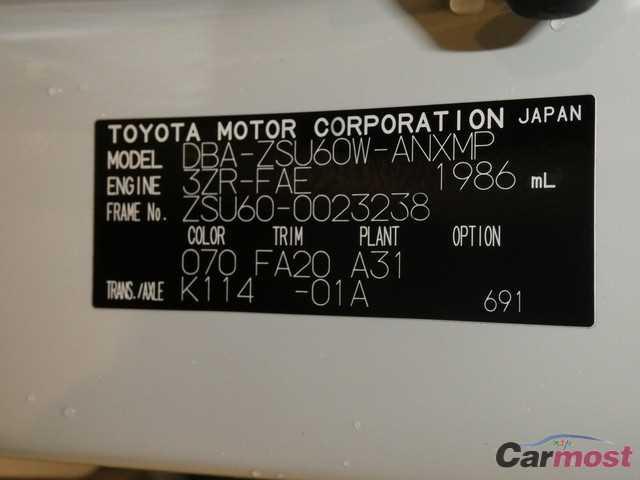 TOYOTA MOTOR CORPORATION JAPAN
MODEL DBA-ZSU60W-ANXMP
ENGINE 3ZR-FAE 1986 mL
FRAME No. ZSU60-0023238
COLOR TRIM PLANT OPTION
070 FA20 A31
TRANS./AXLE K114 -01A
691
Carmost